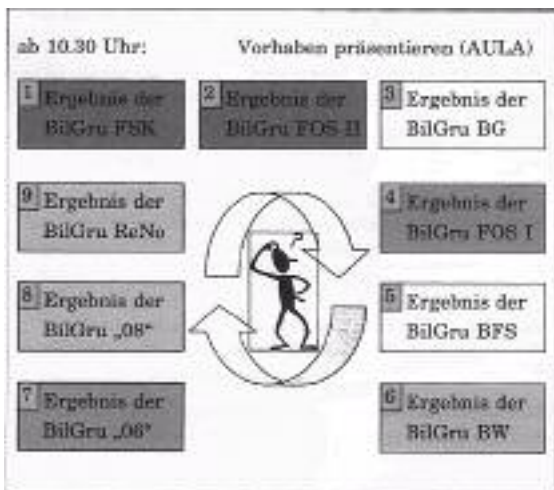 ab 10.30 Uhr: Vorhaben präsentieren (AULA)
1 Ergebnis der
BilGru FSK
2 Ergebnis der
BilGru FOS II
3 Ergebnis der
BilGru BG
4 Ergebnis der
BilGru FOS I
5 Ergebnis der
BilGru BFS
6 Ergebnis der
BilGru BW
7 Ergebnis der
BilGru „06“
8 Ergebnis der
BilGru „08“
9 Ergebnis der
BilGru ReNo
?